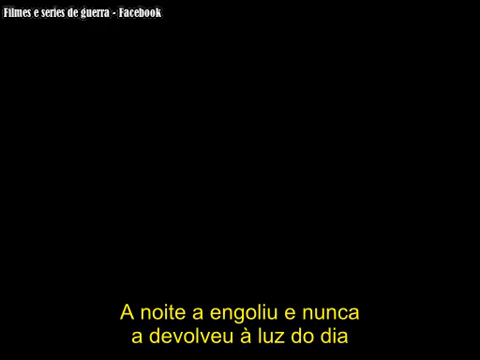 Filmes e series de guerra - Facebook
A noite a engoliu e nunca
a devolveu à luz do dia